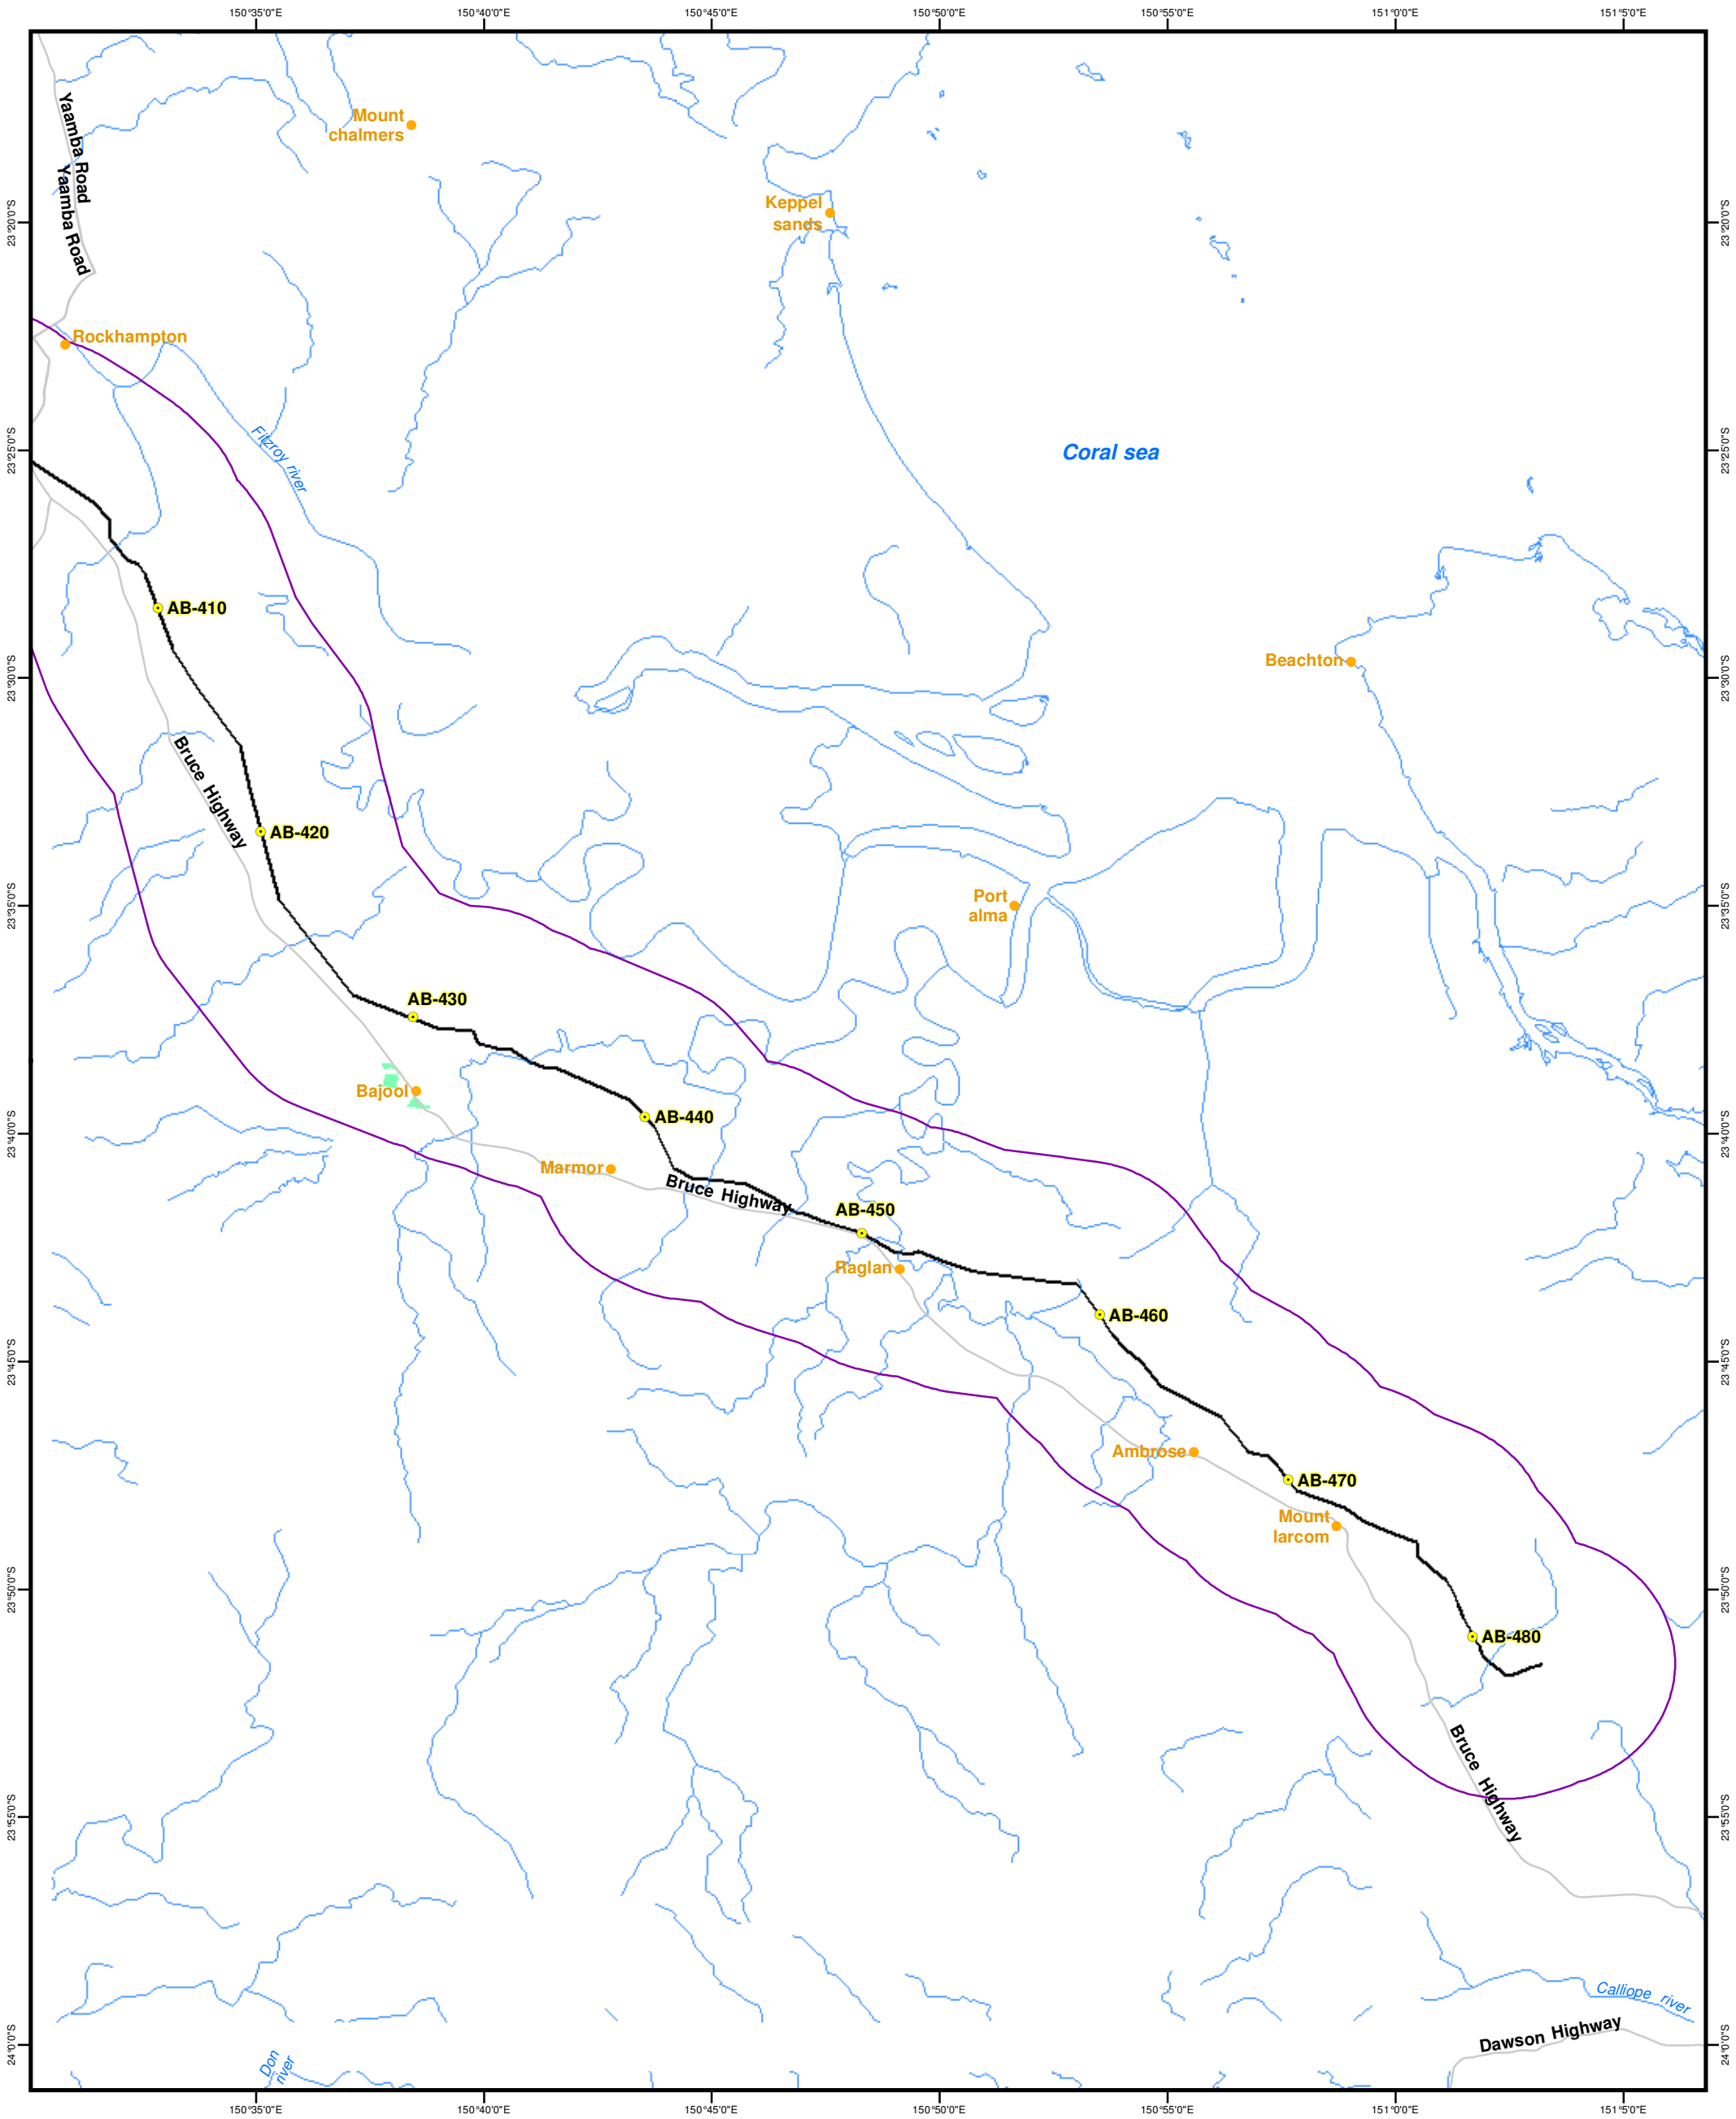 150°35'0"E
150°40'0"E
150°45'0"E
150°50'0"E
150°55'0"E
151°0'0"E
151°5'0"E
Yaamba Road
Yaamba Road
Mount
chalmers
Keppel
sands
23°20'0"S
23°20'0"S
Rockhampton
Fitzroy river
Coral sea
23°25'0"S
23°25'0"S
AB-410
Beachton
23°30'0"S
23°30'0"S
Bruce Highway
AB-420
Port
alma
23°35'0"S
23°35'0"S
AB-430
Bajool
AB-440
23°40'0"S
23°40'0"S
Marmor
Bruce Highway
AB-450
Raglan
AB-460
23°45'0"S
23°45'0"S
Ambrose
AB-470
Mount
larcom
23°50'0"S
23°50'0"S
AB-480
Bruce Highway
23°55'0"S
23°55'0"S
Calliope river
Dawson Highway
24°0'0"S
24°0'0"S
Don
river
150°35'0"E
150°40'0"E
150°45'0"E
150°50'0"E
150°55'0"E
151°0'0"E
151°5'0"E